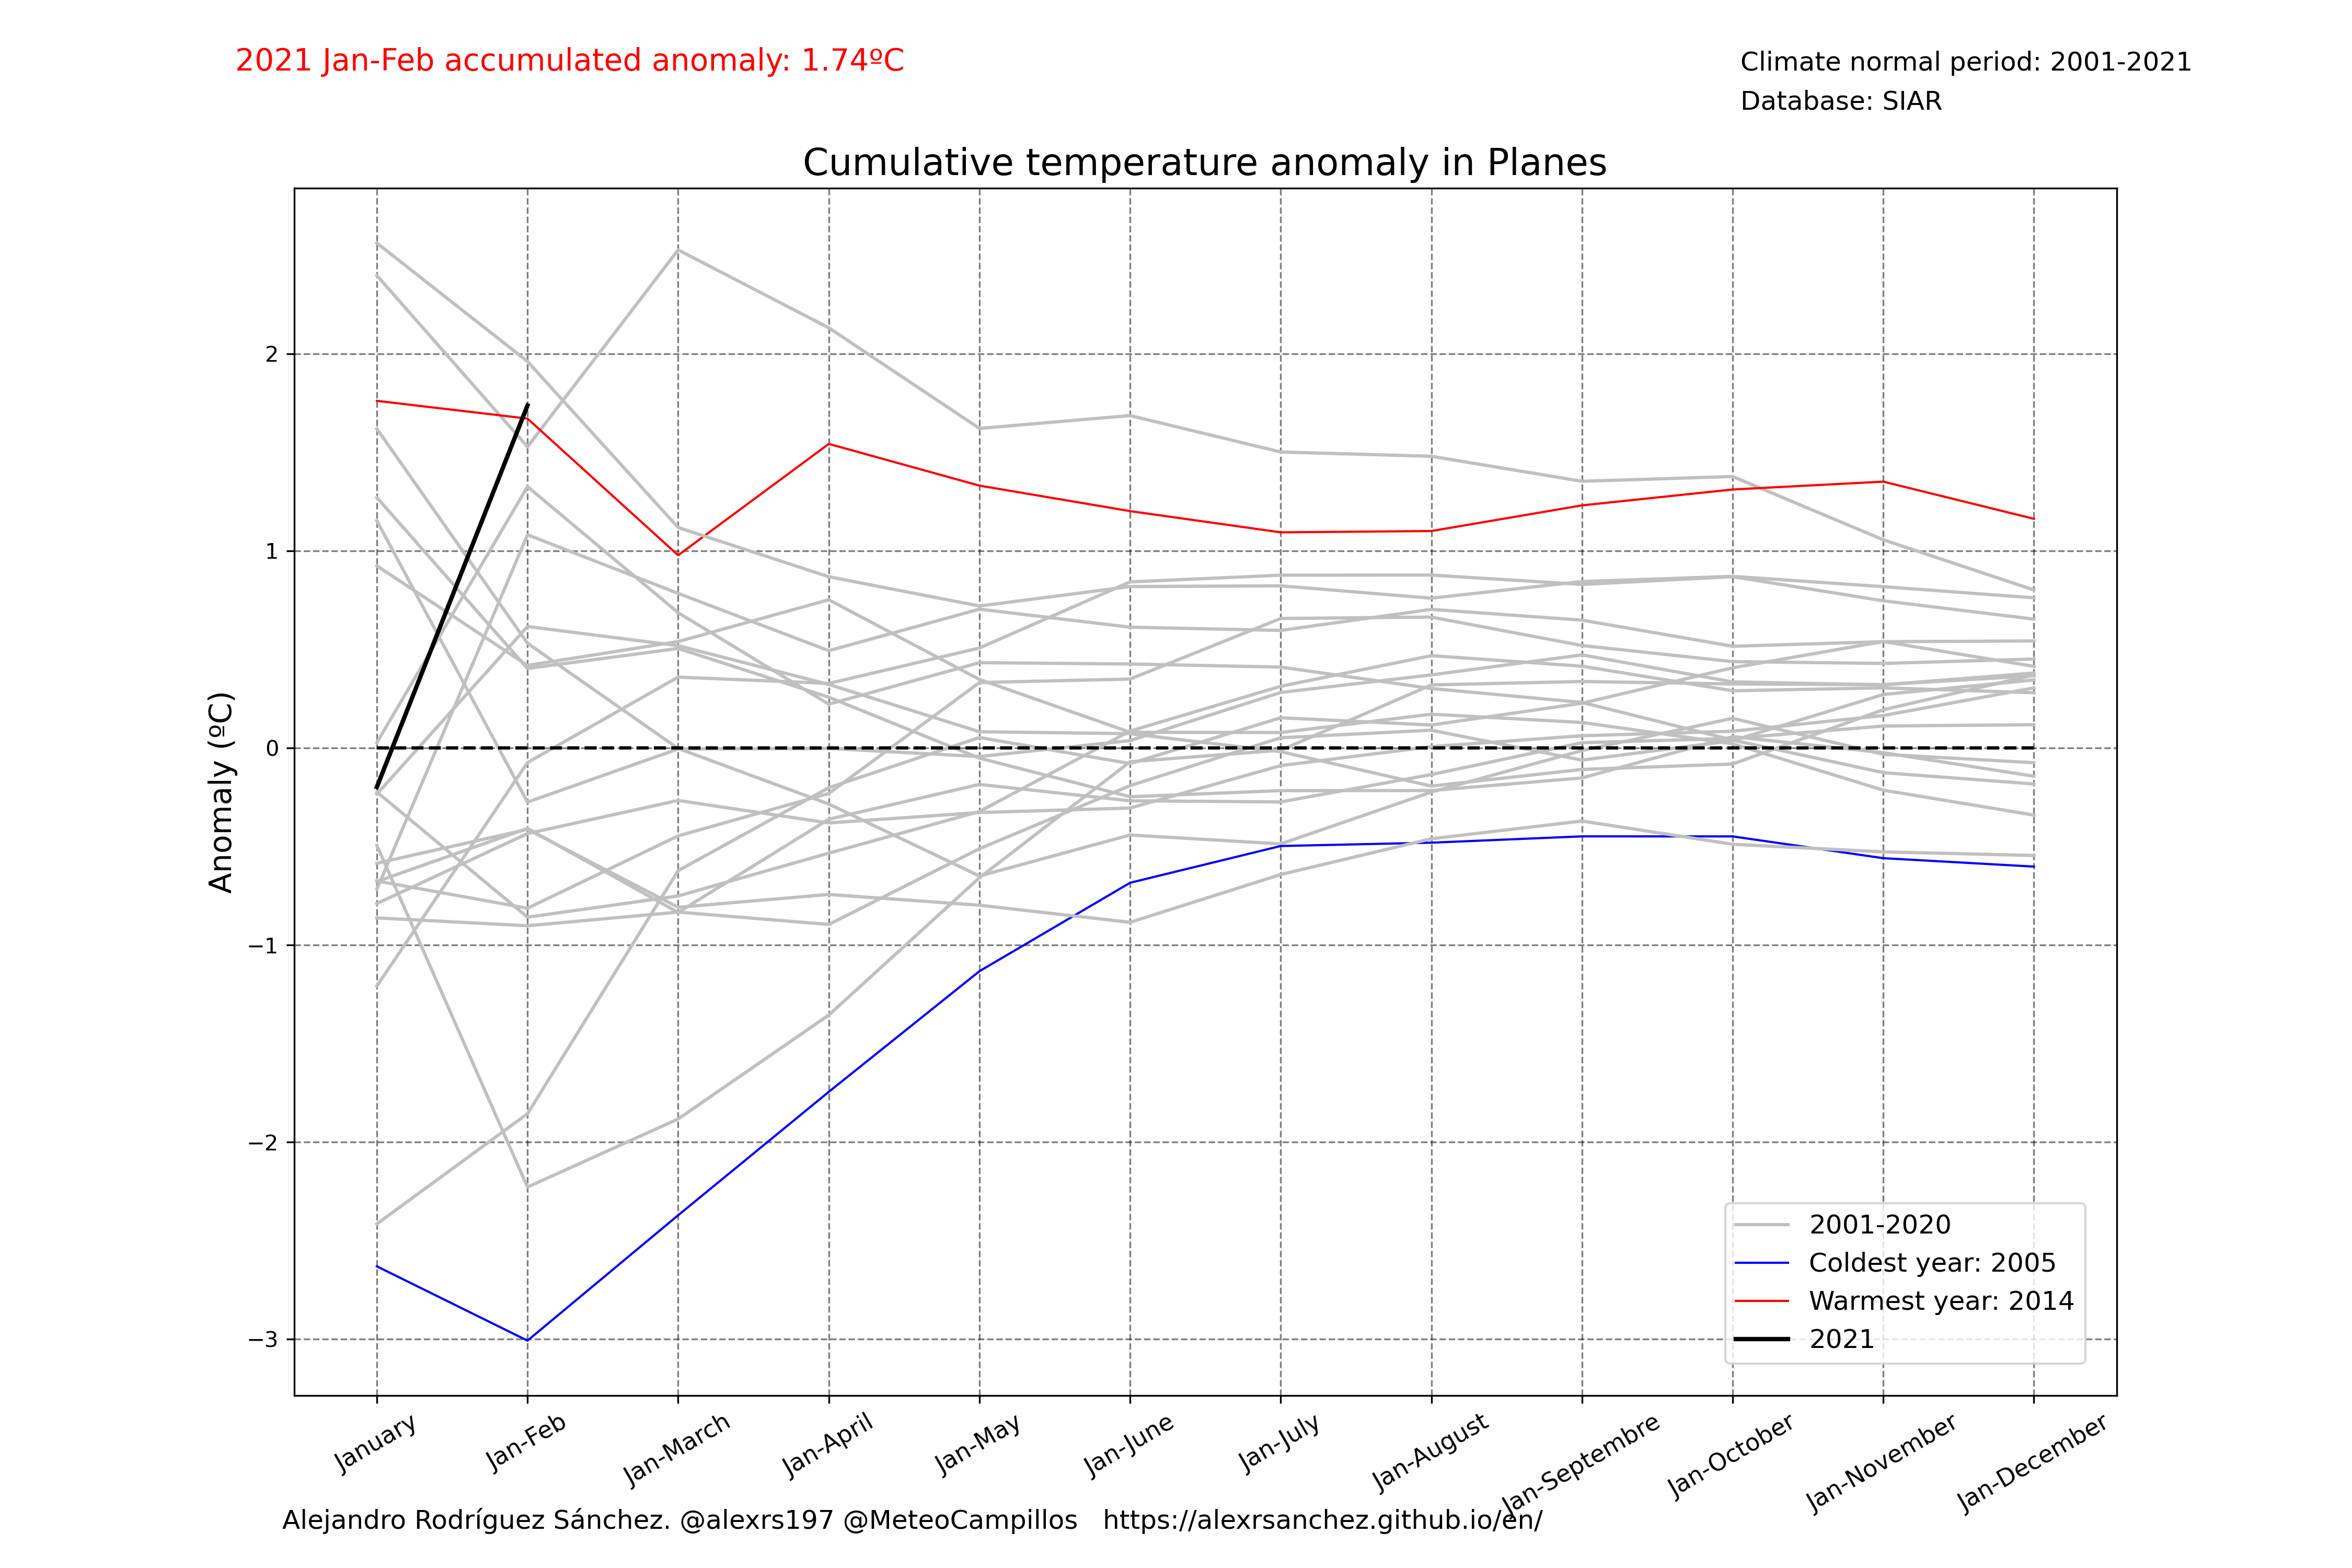 2021 Jan-Feb accumulated anomaly: 1.74ºC
Climate normal period: 2001-2021
Database: SIAR
Cumulative temperature anomaly in Planes
Anomaly (ºC)
2
1
0
−1
−2
−3
2001-2020
Coldest year: 2005
Warmest year: 2014
2021
January
Jan-Feb
Jan-March
Jan-April
Jan-May
Jan-June
Jan-July
Jan-August
Jan-Septembre
Jan-October
Jan-November
Jan-December
Alejandro Rodríguez Sánchez. @alexrs197 @MeteoCampillos   https://alexrsanchez.github.io/en/